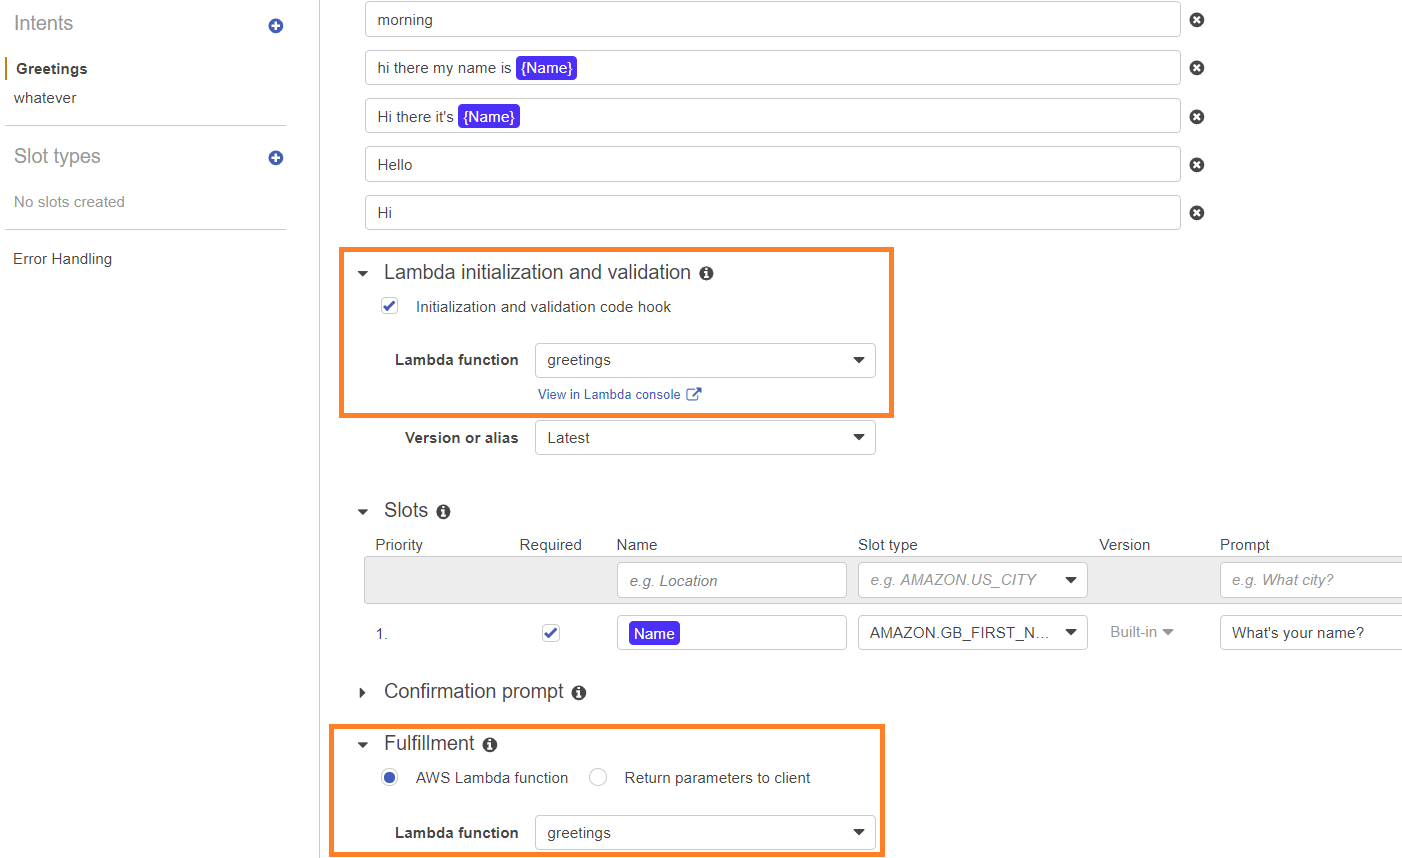 Intents
Greetings
whatever
Slot types
No slots created
Error Handling
morning
hi there my name is {Name}
Hi there it's {Name}
Hello
Hi
Lambda initialization and validation
Initialization and validation code hook
Lambda function greetings
View in Lambda console
Version or alias Latest
Slots
Priority Required Name Slot type Version Prompt
e.g. Location e.g. AMAZON.US_CITY e.g. What city?
1. Name AMAZON.GB_FIRST_N... Built-in What's your name?
Confirmation prompt
Fulfillment
AWS Lambda function Return parameters to client
Lambda function greetings